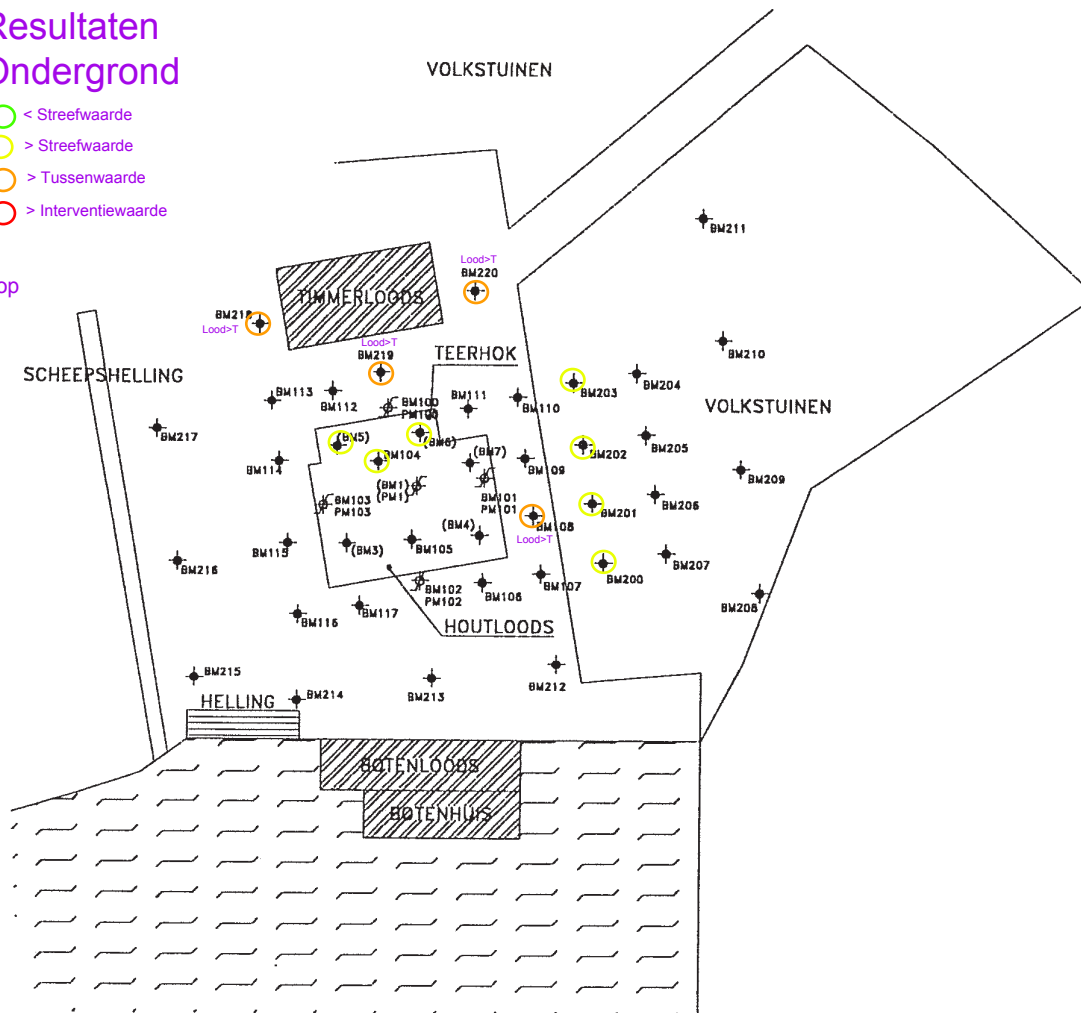 Resultaten
Ondergrond
< Streefwaarde
> Streefwaarde
> Tussenwaarde
> Interventiewaarde
op
VOLKSTUINEN
BM211
Lood>T
BM220
TIMMERLOODS
BM218
Lood>T
Lood>T
BM219
TEERHOK
BM210
SCHEEPSHELLING
BM113
BM112
BM100
PM100
BM111
BM110
BM203
BM204
VOLKSTUINEN
BM217
(BM5)
(BM6)
BM202
BM205
BM114
BM104
(BM7)
BM109
BM209
(BM1)
(PM1)
BM101
PM101
BM103
PM103
BM201
BM206
BM108
Lood>T
(BM4)
BM115
(BM3)
BM105
BM216
BM207
BM200
BM102
PM102
BM106
BM107
BM208
BM116
BM117
HOUTLOODS
BM215
BM214
BM213
BM212
HELLING
BOTENLOODS
BOTENHUIS